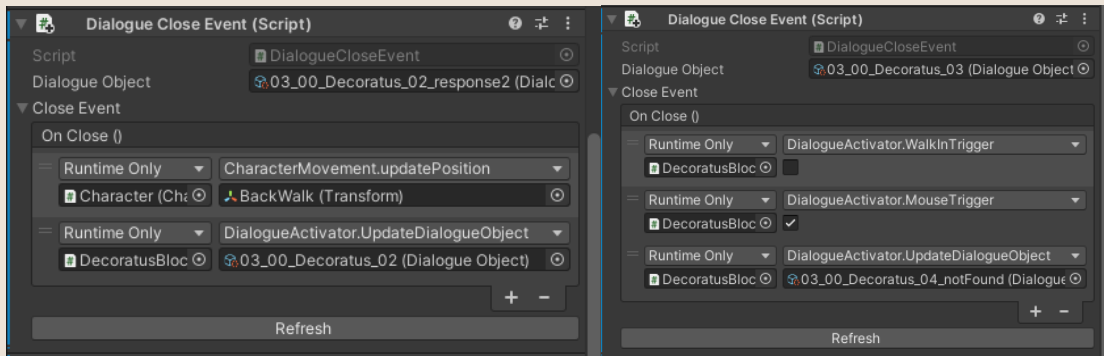 Dialogue Close Event (Script)
Script DialogueCloseEvent
Dialogue Object 03_00_Decoratus_02_response2 (Dialc
Close Event
On Close ()
Runtime Only CharacterMovement.updatePosition
Character (Cha BackWalk (Transform)
Runtime Only DialogueActivator.UpdateDialogueObject
DecoratusBloc 03_00_Decoratus_02 (Dialogue Object)
+ -
Refresh
Dialogue Close Event (Script)
Script DialogueCloseEvent
Dialogue Object 03_00_Decoratus_03 (Dialogue Object
Close Event
On Close ()
Runtime Only DialogueActivator.WalkInTrigger
DecoratusBloc
Runtime Only DialogueActivator.MouseTrigger
DecoratusBloc
Runtime Only DialogueActivator.UpdateDialogueObject
DecoratusBloc 03_00_Decoratus_04_notFound (Dialogue
+ -
Refresh